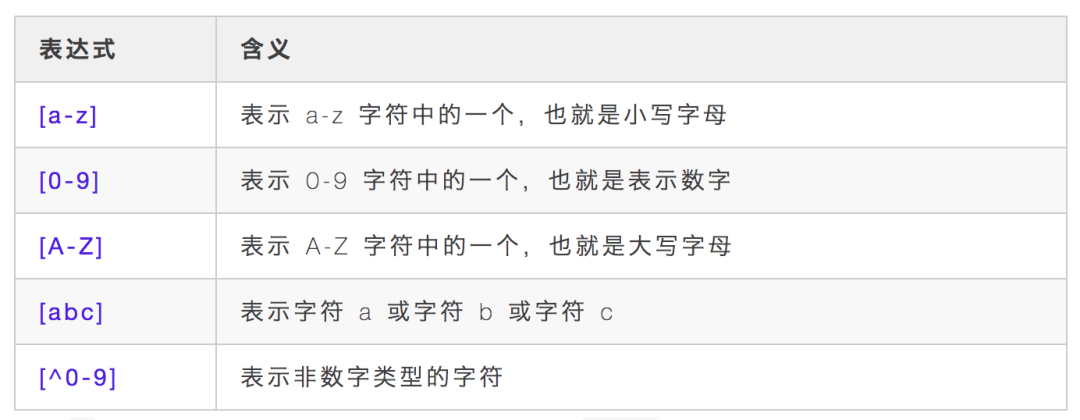 表达式 含义
[a-z] 表示 a-z 字符中的一个，也就是小写字母
[0-9] 表示 0-9 字符中的一个，也就是表示数字
[A-Z] 表示 A-Z 字符中的一个，也就是大写字母
[abc] 表示字符 a 或字符 b 或字符 c
[^0-9] 表示非数字类型的字符